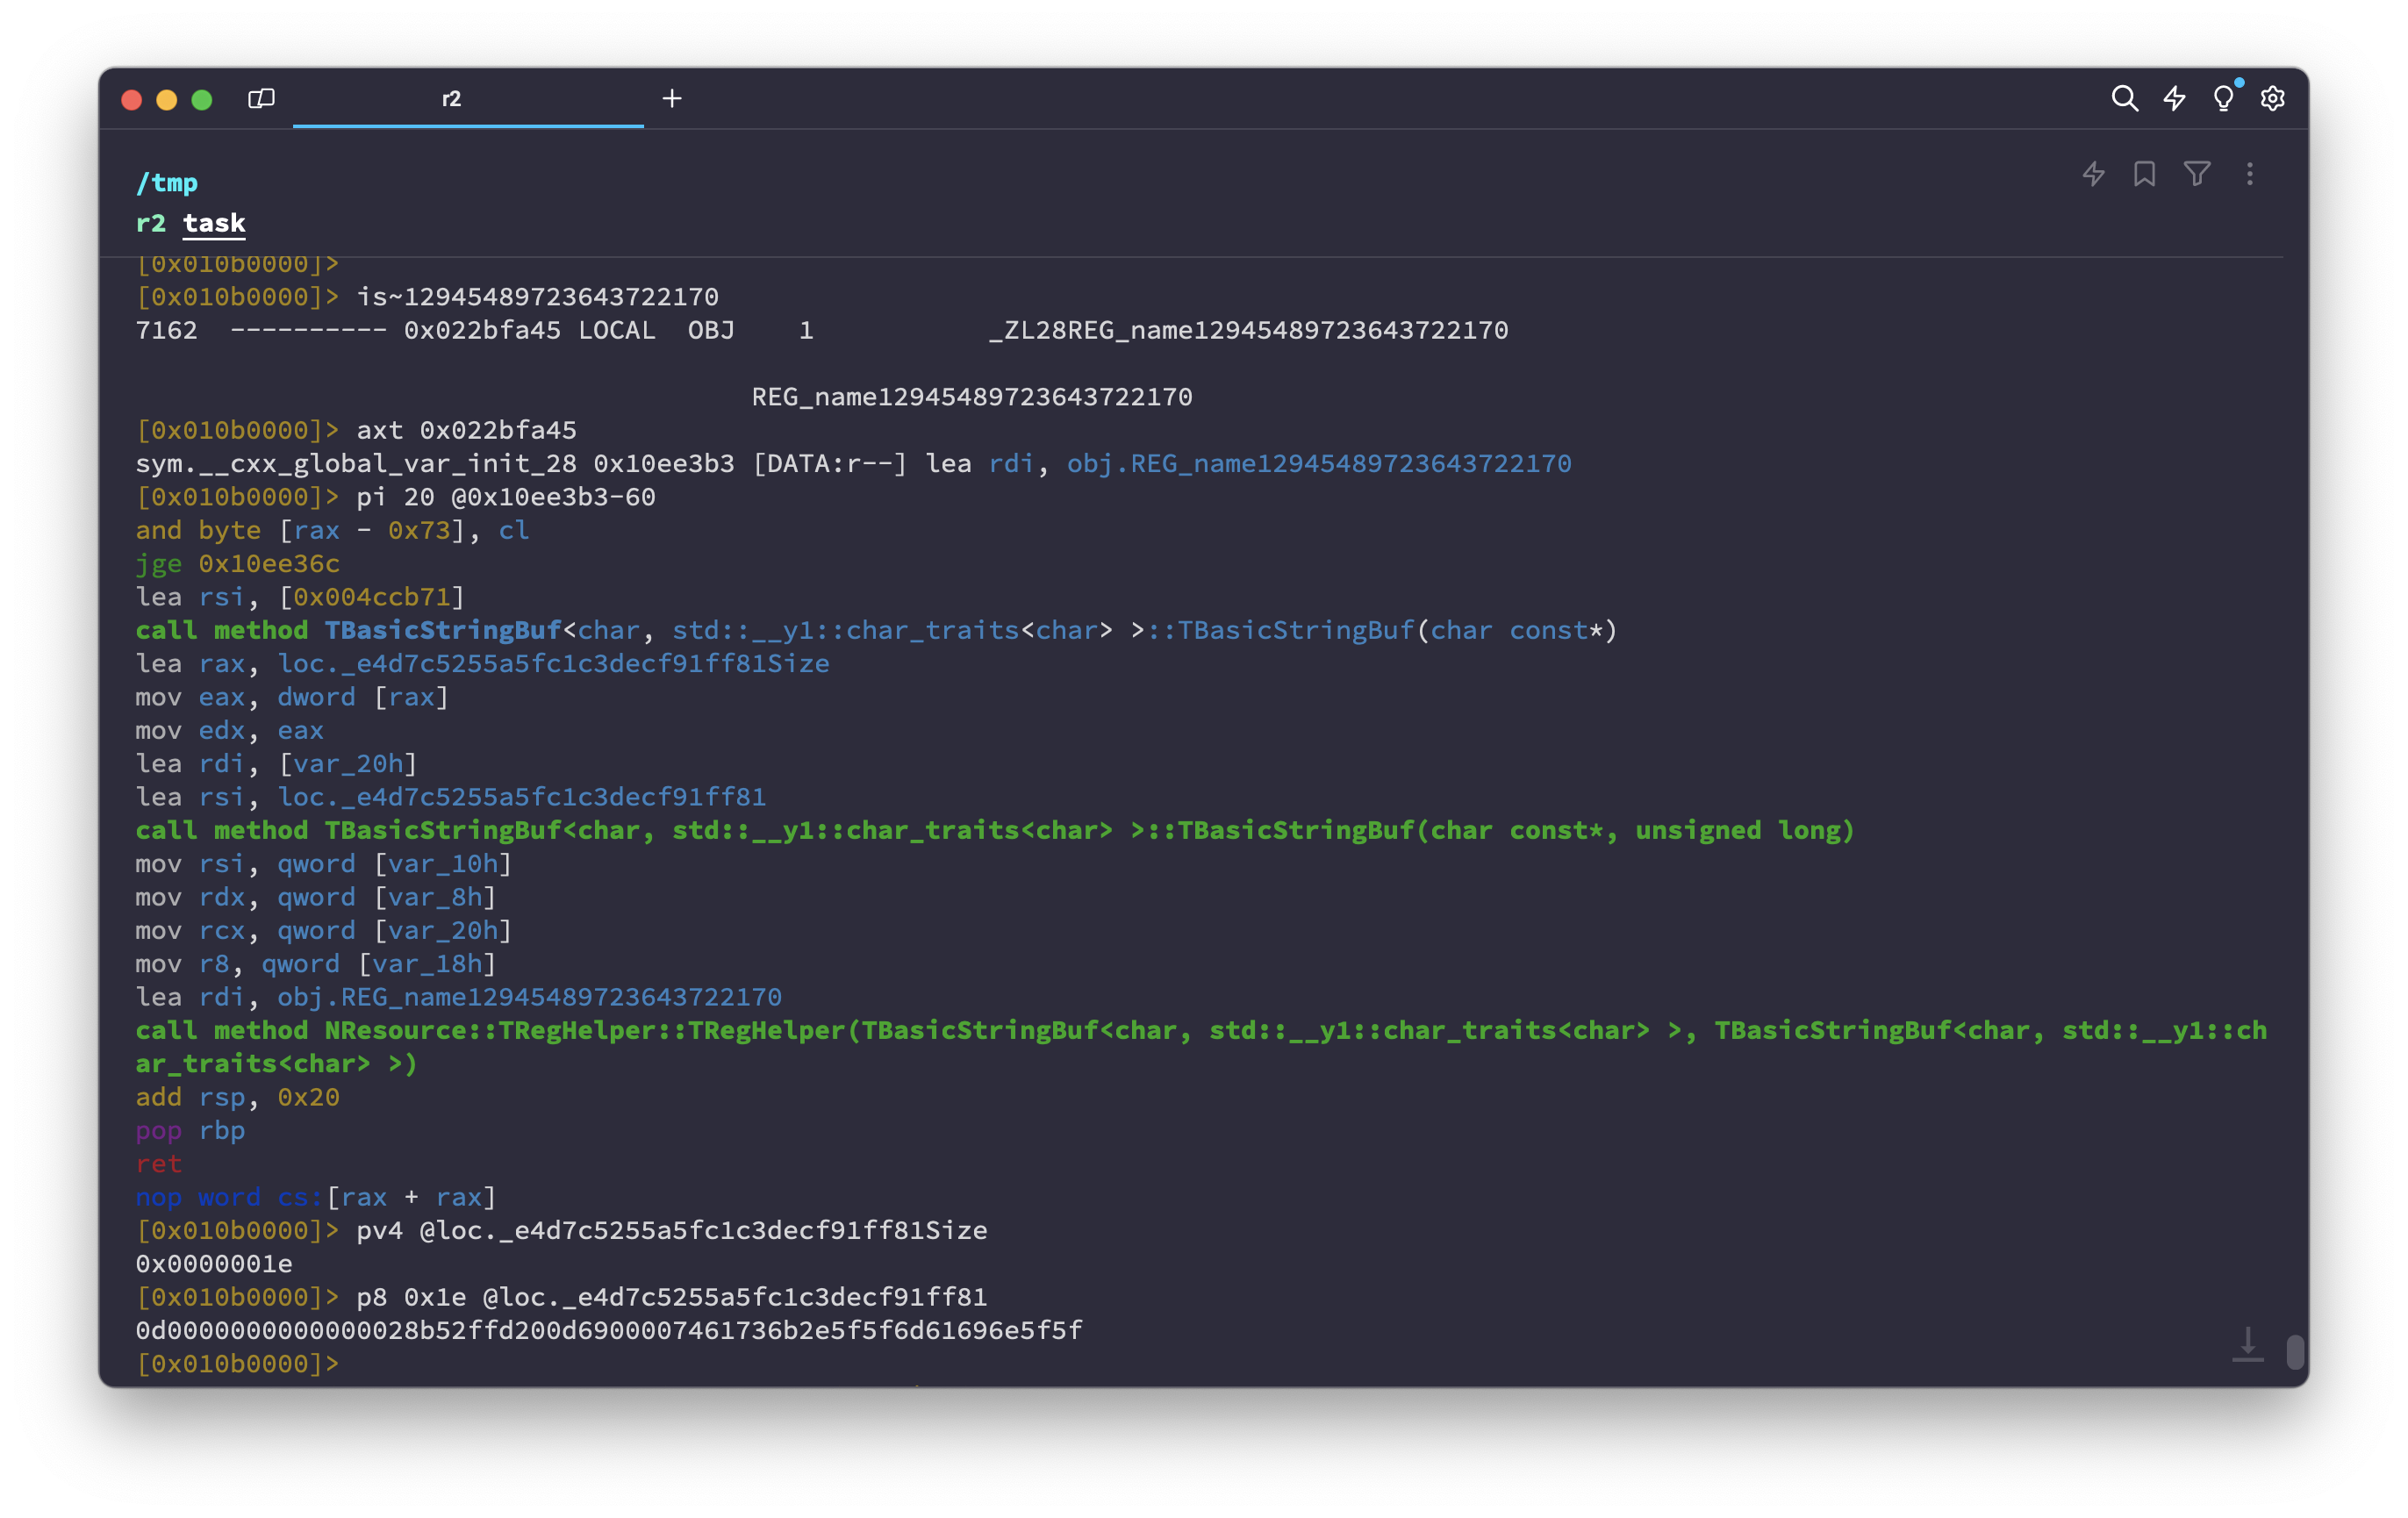 r2
/tmp
r2 task
[0x010b0000]>
[0x010b0000]> is~12945489723643722170
7162  ---------- 0x022bfa45 LOCAL  OBJ    1           _ZL28REG_name12945489723643722170
REG_name12945489723643722170
[0x010b0000]> axt 0x022bfa45
sym.__cxx_global_var_init_28 0x10ee3b3 [DATA:r--] lea rdi, obj.REG_name12945489723643722170
[0x010b0000]> pi 20 @0x10ee3b3-60
and byte [rax - 0x73], cl
jge 0x10ee36c
lea rsi, [0x004ccb71]
call method TBasicStringBuf<char, std::__y1::char_traits<char> >::TBasicStringBuf(char const*)
lea rax, loc._e4d7c5255a5fc1c3decf91ff81Size
mov eax, dword [rax]
mov edx, eax
lea rdi, [var_20h]
lea rsi, loc._e4d7c5255a5fc1c3decf91ff81
call method TBasicStringBuf<char, std::__y1::char_traits<char> >::TBasicStringBuf(char const*, unsigned long)
mov rsi, qword [var_10h]
mov rdx, qword [var_8h]
mov rcx, qword [var_20h]
mov r8, qword [var_18h]
lea rdi, obj.REG_name12945489723643722170
call method NResource::TRegHelper::TRegHelper(TBasicStringBuf<char, std::__y1::char_traits<char> >, TBasicStringBuf<char, std::__y1::ch
ar_traits<char> >)
add rsp, 0x20
pop rbp
ret
nop word cs:[rax + rax]
[0x010b0000]> pv4 @loc._e4d7c5255a5fc1c3decf91ff81Size
0x0000001e
[0x010b0000]> p8 0x1e @loc._e4d7c5255a5fc1c3decf91ff81
0d0000000000000028b52ffd200d6900007461736b2e5f5f6d61696e5f5f
[0x010b0000]>